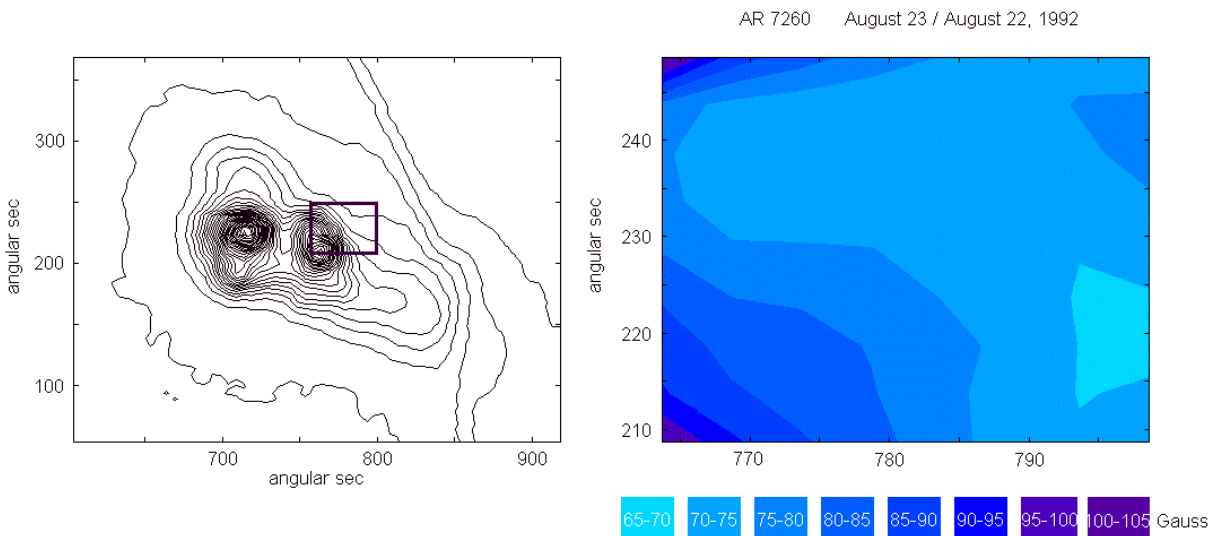 AR 7260 August 23 / August 22, 1992
300
200
100
angular sec
700 800 900
angular sec
240
230
220
210
angular sec
770 780 790
65-70 70-75 75-80 80-85 85-90 90-95 95-100 100-105 Gauss